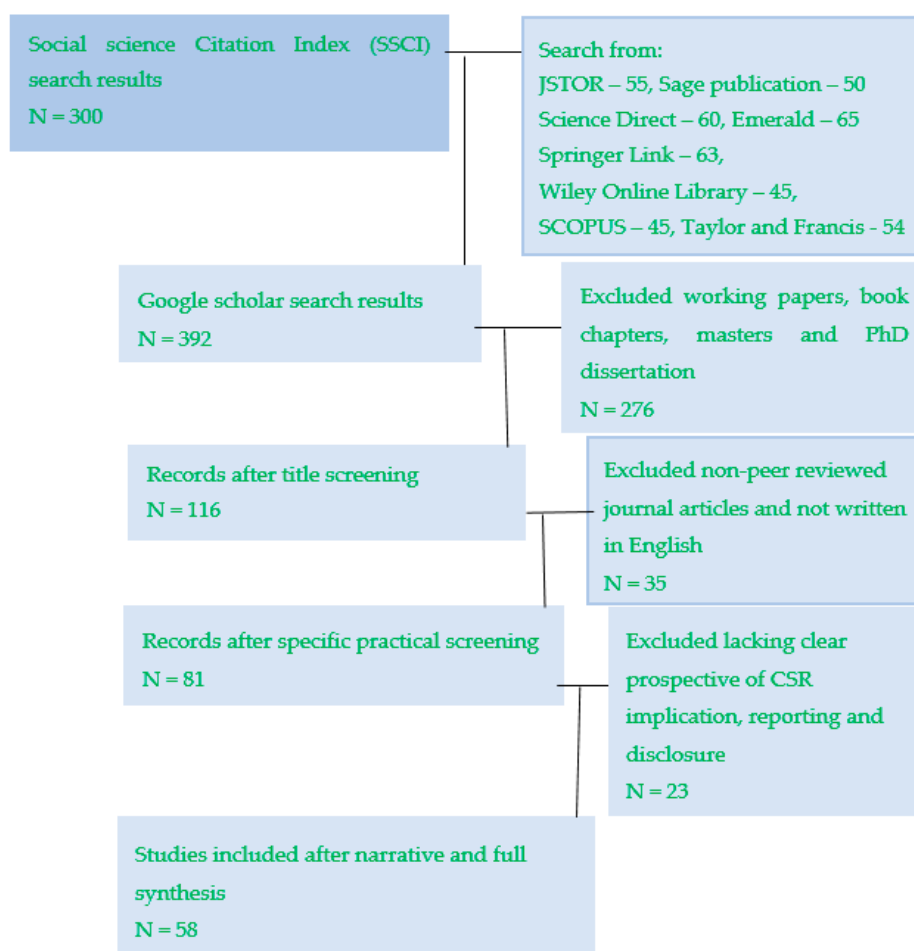 Social science Citation Index (SSCI)
search results
N = 300
Search from:
JSTOR – 55, Sage publication – 50
Science Direct – 60, Emerald – 65
Springer Link – 63,
Wiley Online Library – 45,
SCOPUS – 45, Taylor and Francis - 54
Google scholar search results
N = 392
Excluded working papers, book
chapters, masters and PhD
dissertation
N = 276
Records after title screening
N = 116
Excluded non-peer reviewed
journal articles and not written
in English
N = 35
Records after specific practical screening
N = 81
Excluded lacking clear
prospective of CSR
implication, reporting and
disclosure
N = 23
Studies included after narrative and full
synthesis
N = 58